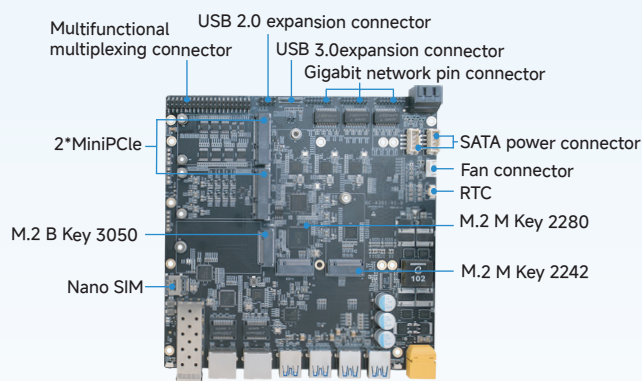 USB 2.0 expansion connector
Multifunctional
multiplexing connector
USB 3.0expansion connector
Gigabit network pin connector
2*MiniPCIe
SATA power connector
Fan connector
RTC
M.2 B Key 3050
M.2 M Key 2280
M.2 M Key 2242
Nano SIM
102